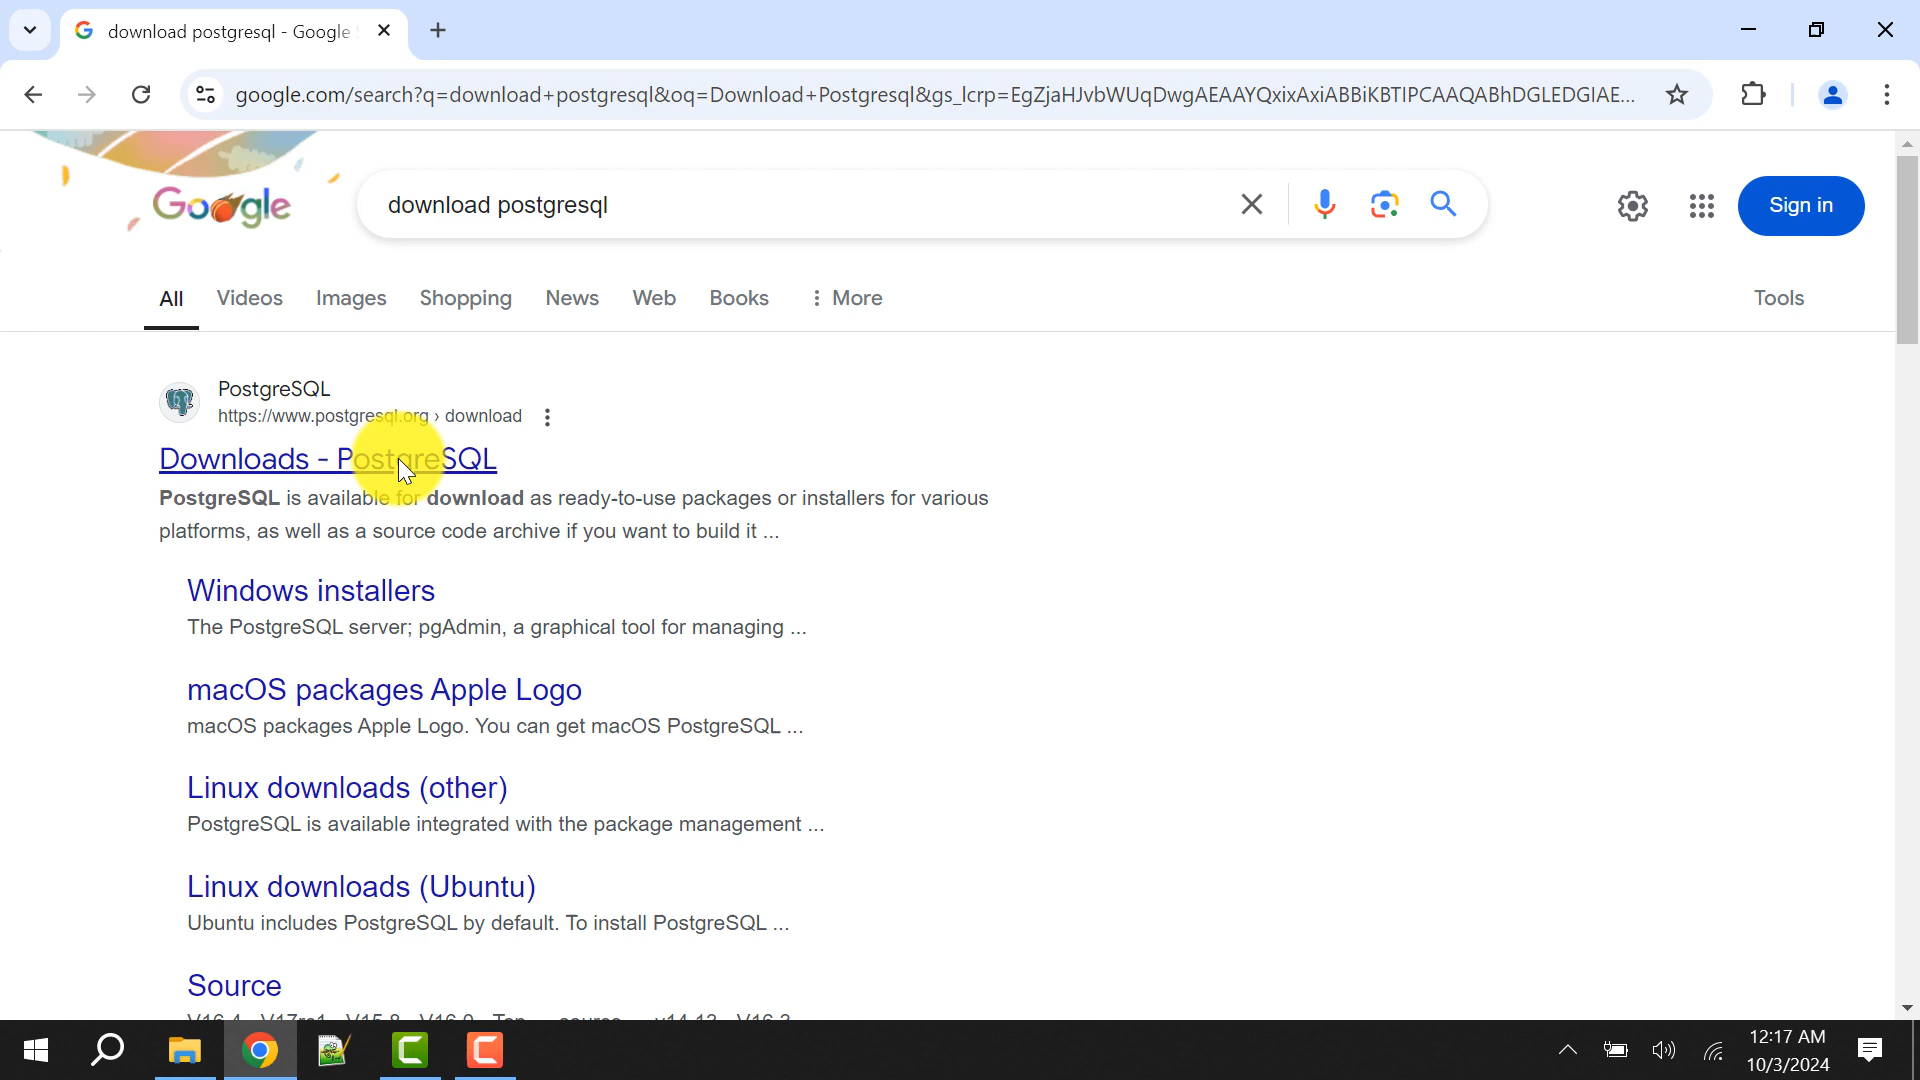 download postgresql - Google
google.com/search?q=download+postgresql&oq=Download+Postgresql&gs_lcrp=EgZjaHJvbWUqDwgAEAAYQxixAxiABBiKBTIPCAAQABhDGLEDGIAE...
Google
download postgresql
Sign in
All Videos Images Shopping News Web Books More Tools
PostgreSQL
https://www.postgresql.org › download
Downloads - PostgreSQL
PostgreSQL is available for download as ready-to-use packages or installers for various
platforms, as well as a source code archive if you want to build it ...
Windows installers
The PostgreSQL server; pgAdmin, a graphical tool for managing ...
macOS packages Apple Logo
macOS packages Apple Logo. You can get macOS PostgreSQL ...
Linux downloads (other)
PostgreSQL is available integrated with the package management ...
Linux downloads (Ubuntu)
Ubuntu includes PostgreSQL by default. To install PostgreSQL ...
Source
12:17 AM
10/3/2024